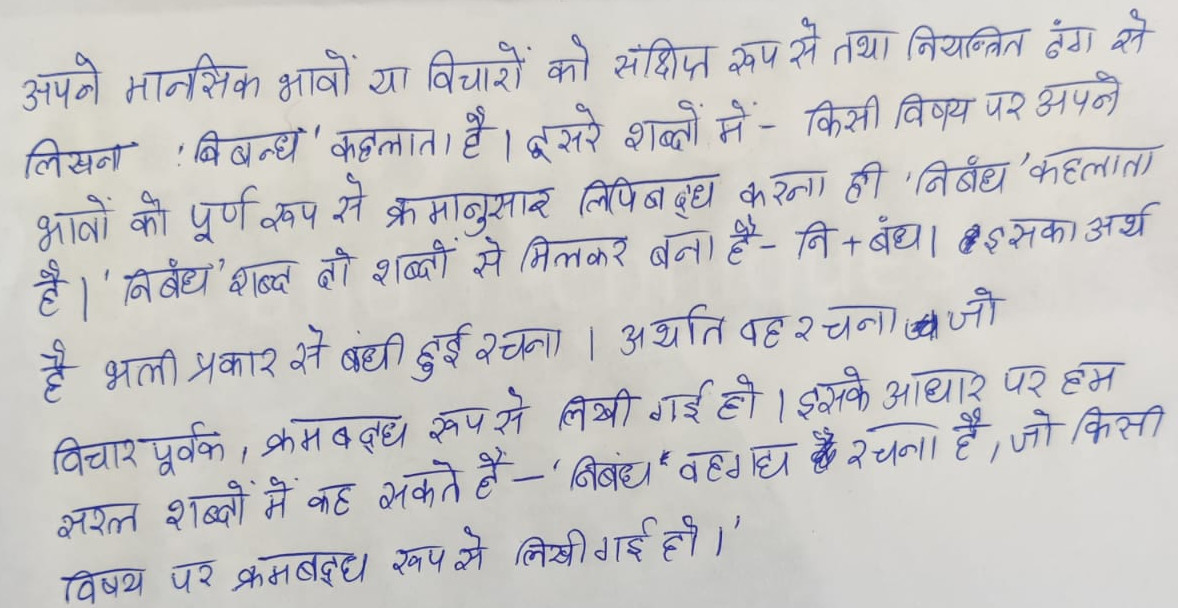 अपने मानसिक भावों या विचारों को संक्षिप्त रूप से तथा नियन्त्रित ढंग से
लिखना 'निबन्ध' कहलाता है। दूसरे शब्दों में - किसी विषय पर अपने
भावों को पूर्ण रूप से क्रमानुसार लिपिबद्ध करना ही 'निबंध' कहलाता
है। 'निबंध' शब्द दो शब्दों से मिलकर बना है - नि + बंध। इसका अर्थ
है भली प्रकार से बंधी हुई रचना। अर्थात वह रचना जो
विचार पूर्वक, क्रमबद्ध रूप से लिखी गई हो। इसके आधार पर हम
सरल शब्दों में कह सकते हैं - 'निबंध' वह गद्य रचना है, जो किसी
विषय पर क्रमबद्ध रूप से लिखी गई हो।'